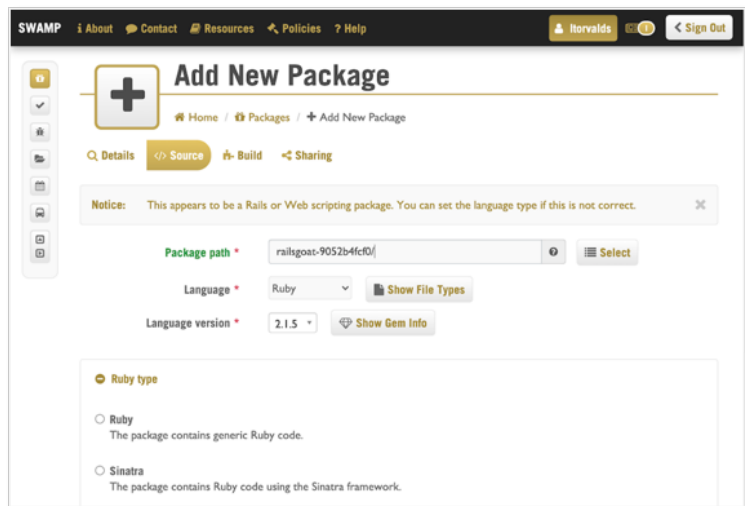 SWAMP About Contact Resources Policies ? Help ltorvalds Sign Out
Add New Package
Home / Packages / Add New Package
Details </> Source Build Sharing
Notice: This appears to be a Rails or Web scripting package. You can set the language type if this is not correct.
Package path * railsgoat-9052b4fcf0/ Select
Language * Ruby Show File Types
Language version * 2.1.5 Show Gem Info
Ruby type
Ruby
The package contains generic Ruby code.
Sinatra
The package contains Ruby code using the Sinatra framework.